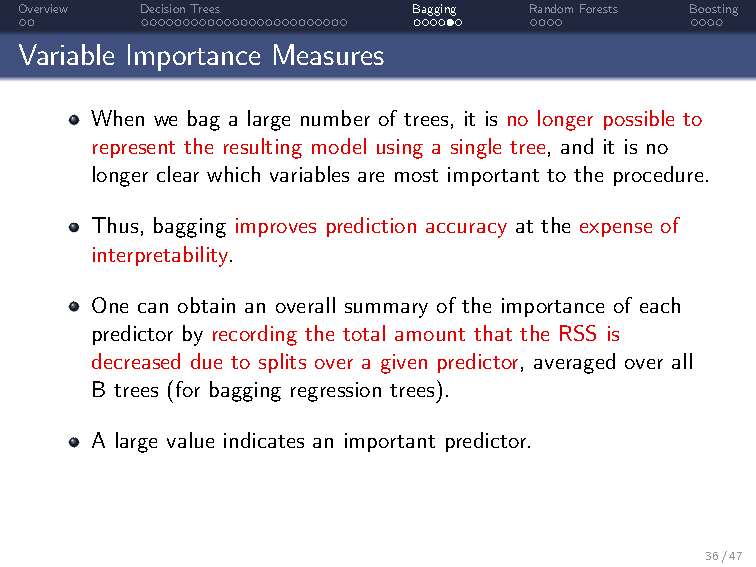 Overview Decision Trees Bagging Random Forests Boosting
Variable Importance Measures
When we bag a large number of trees, it is no longer possible to
represent the resulting model using a single tree, and it is no
longer clear which variables are most important to the procedure.
Thus, bagging improves prediction accuracy at the expense of
interpretability.
One can obtain an overall summary of the importance of each
predictor by recording the total amount that the RSS is
decreased due to splits over a given predictor, averaged over all
B trees (for bagging regression trees).
A large value indicates an important predictor.
36 / 47